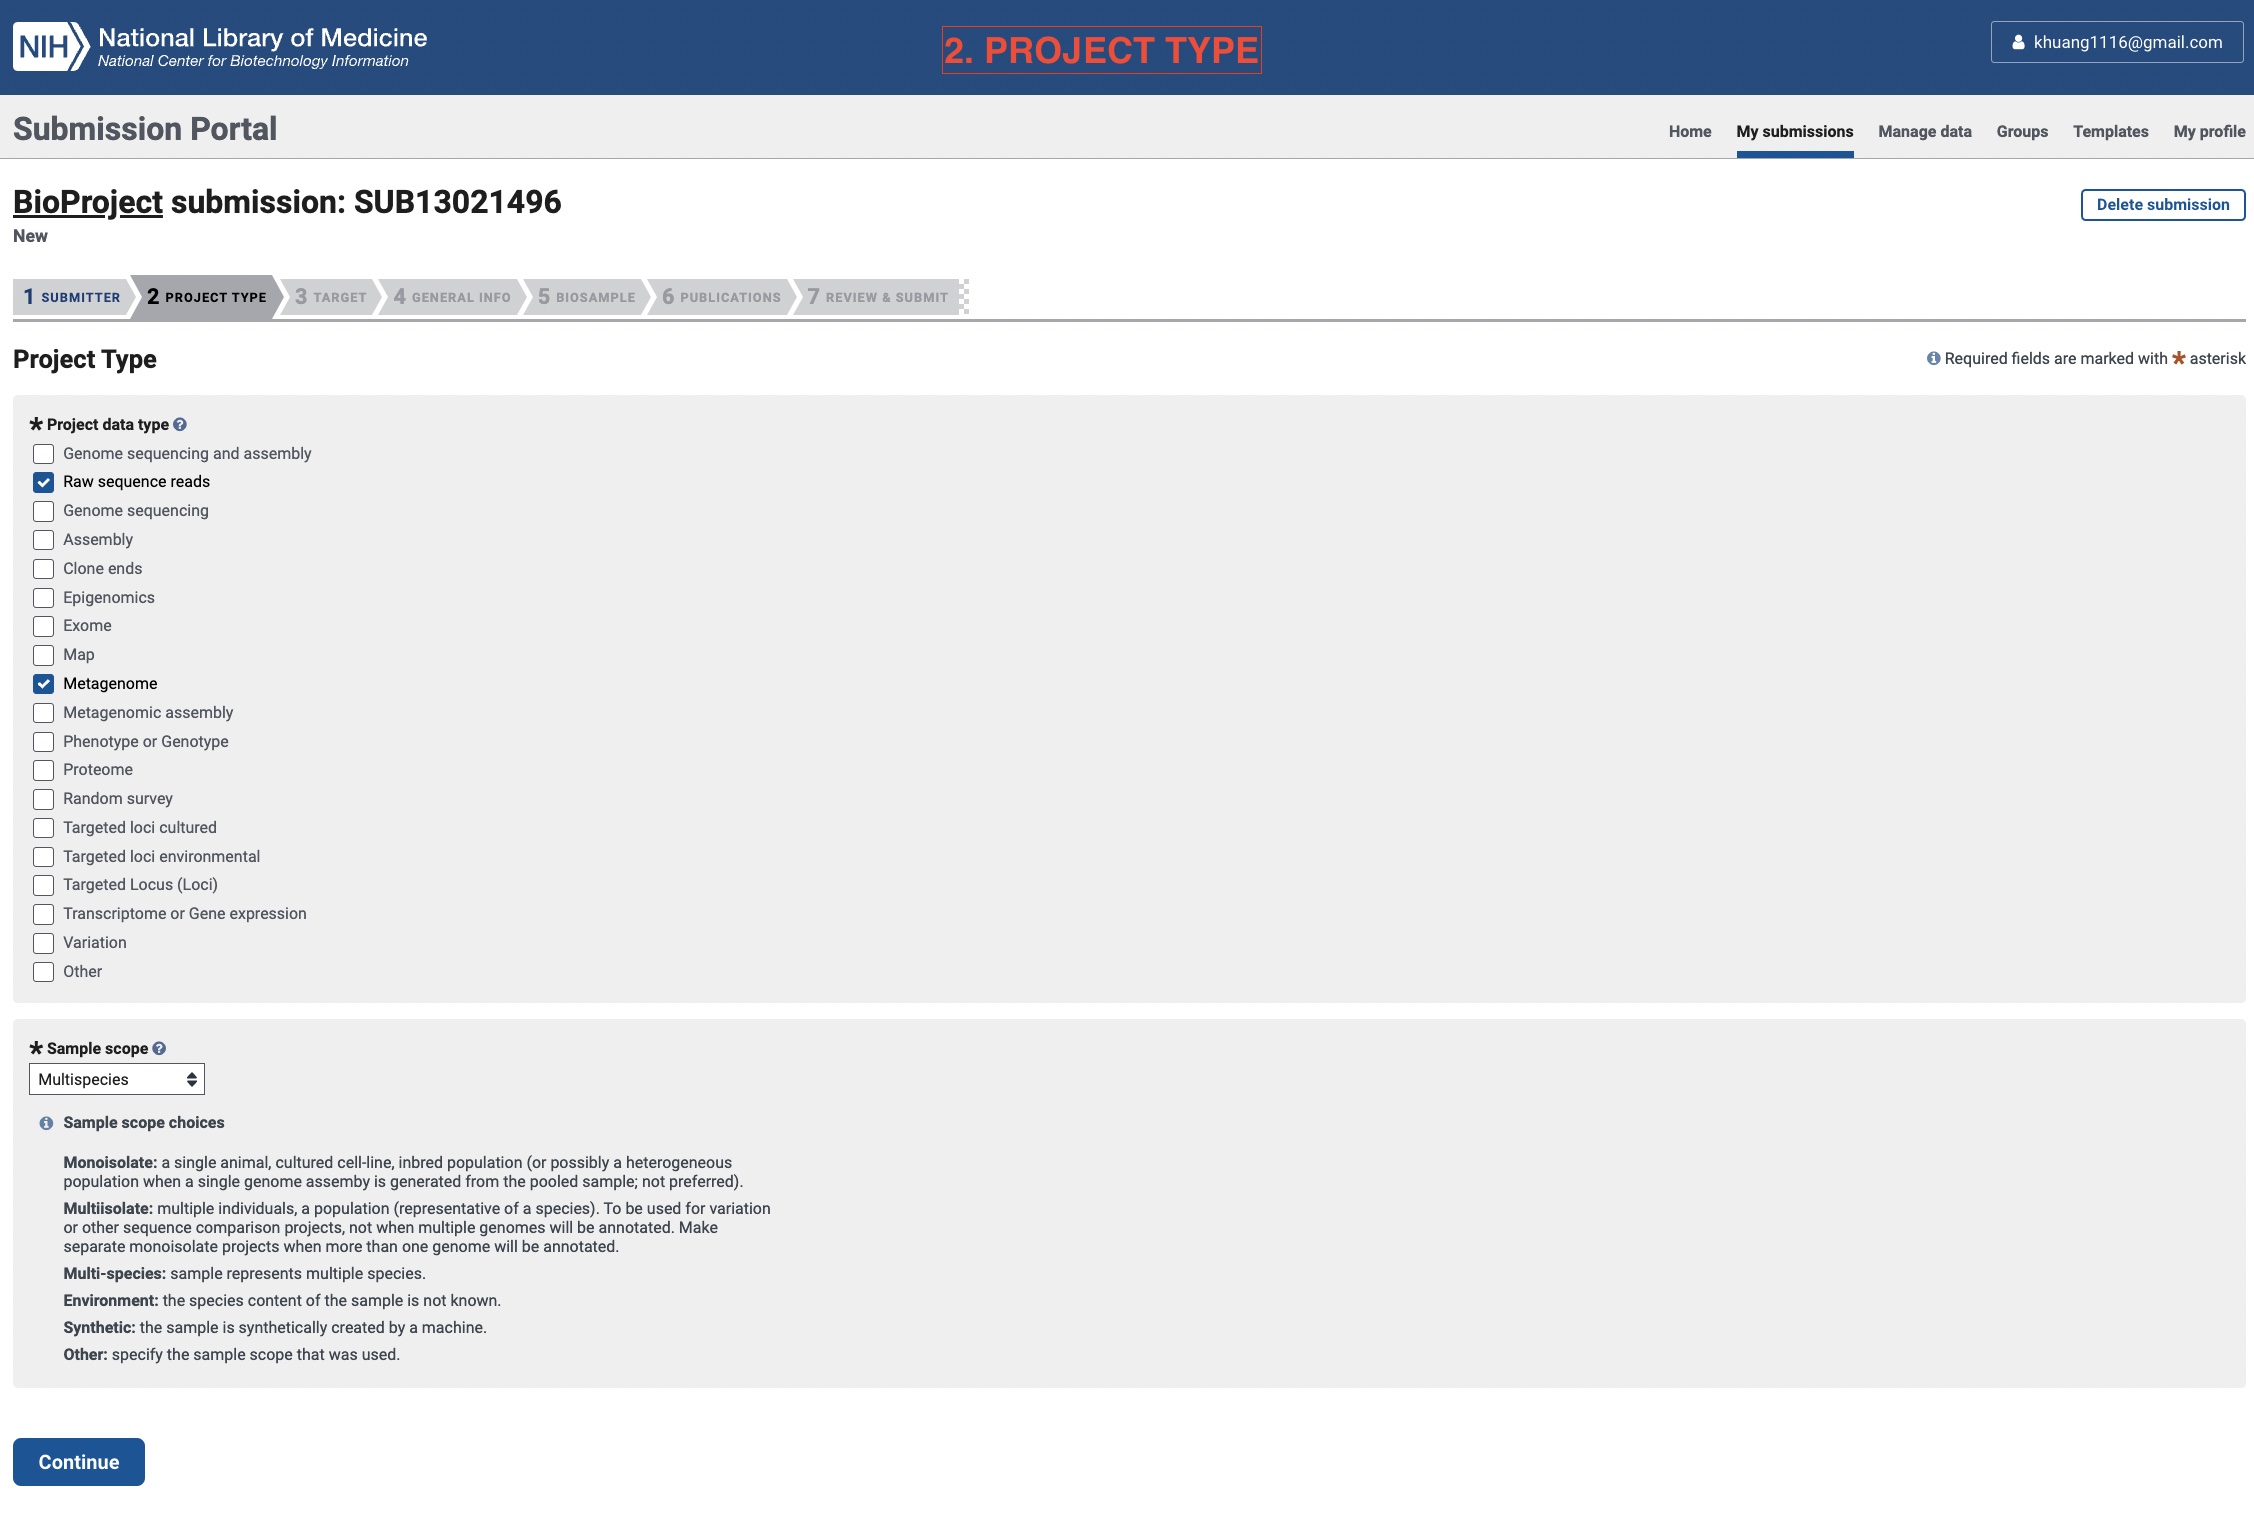 NIH National Library of Medicine
National Center for Biotechnology Information
2. PROJECT TYPE
khuang1116@gmail.com
Submission Portal
Home My submissions Manage data Groups Templates My profile
BioProject submission: SUB13021496
Delete submission
New
1 SUBMITTER 2 PROJECT TYPE 3 TARGET 4 GENERAL INFO 5 BIOSAMPLE 6 PUBLICATIONS 7 REVIEW & SUBMIT
Project Type
Required fields are marked with * asterisk
* Project data type
Genome sequencing and assembly
Raw sequence reads
Genome sequencing
Assembly
Clone ends
Epigenomics
Exome
Map
Metagenome
Metagenomic assembly
Phenotype or Genotype
Proteome
Random survey
Targeted loci cultured
Targeted loci environmental
Targeted Locus (Loci)
Transcriptome or Gene expression
Variation
Other
* Sample scope
Multispecies
Sample scope choices
Monoisolate: a single animal, cultured cell-line, inbred population (or possibly a heterogeneous
population when a single genome assemby is generated from the pooled sample; not preferred).
Multiisolate: multiple individuals, a population (representative of a species). To be used for variation
or other sequence comparison projects, not when multiple genomes will be annotated. Make
separate monoisolate projects when more than one genome will be annotated.
Multi-species: sample represents multiple species.
Environment: the species content of the sample is not known.
Synthetic: the sample is synthetically created by a machine.
Other: specify the sample scope that was used.
Continue